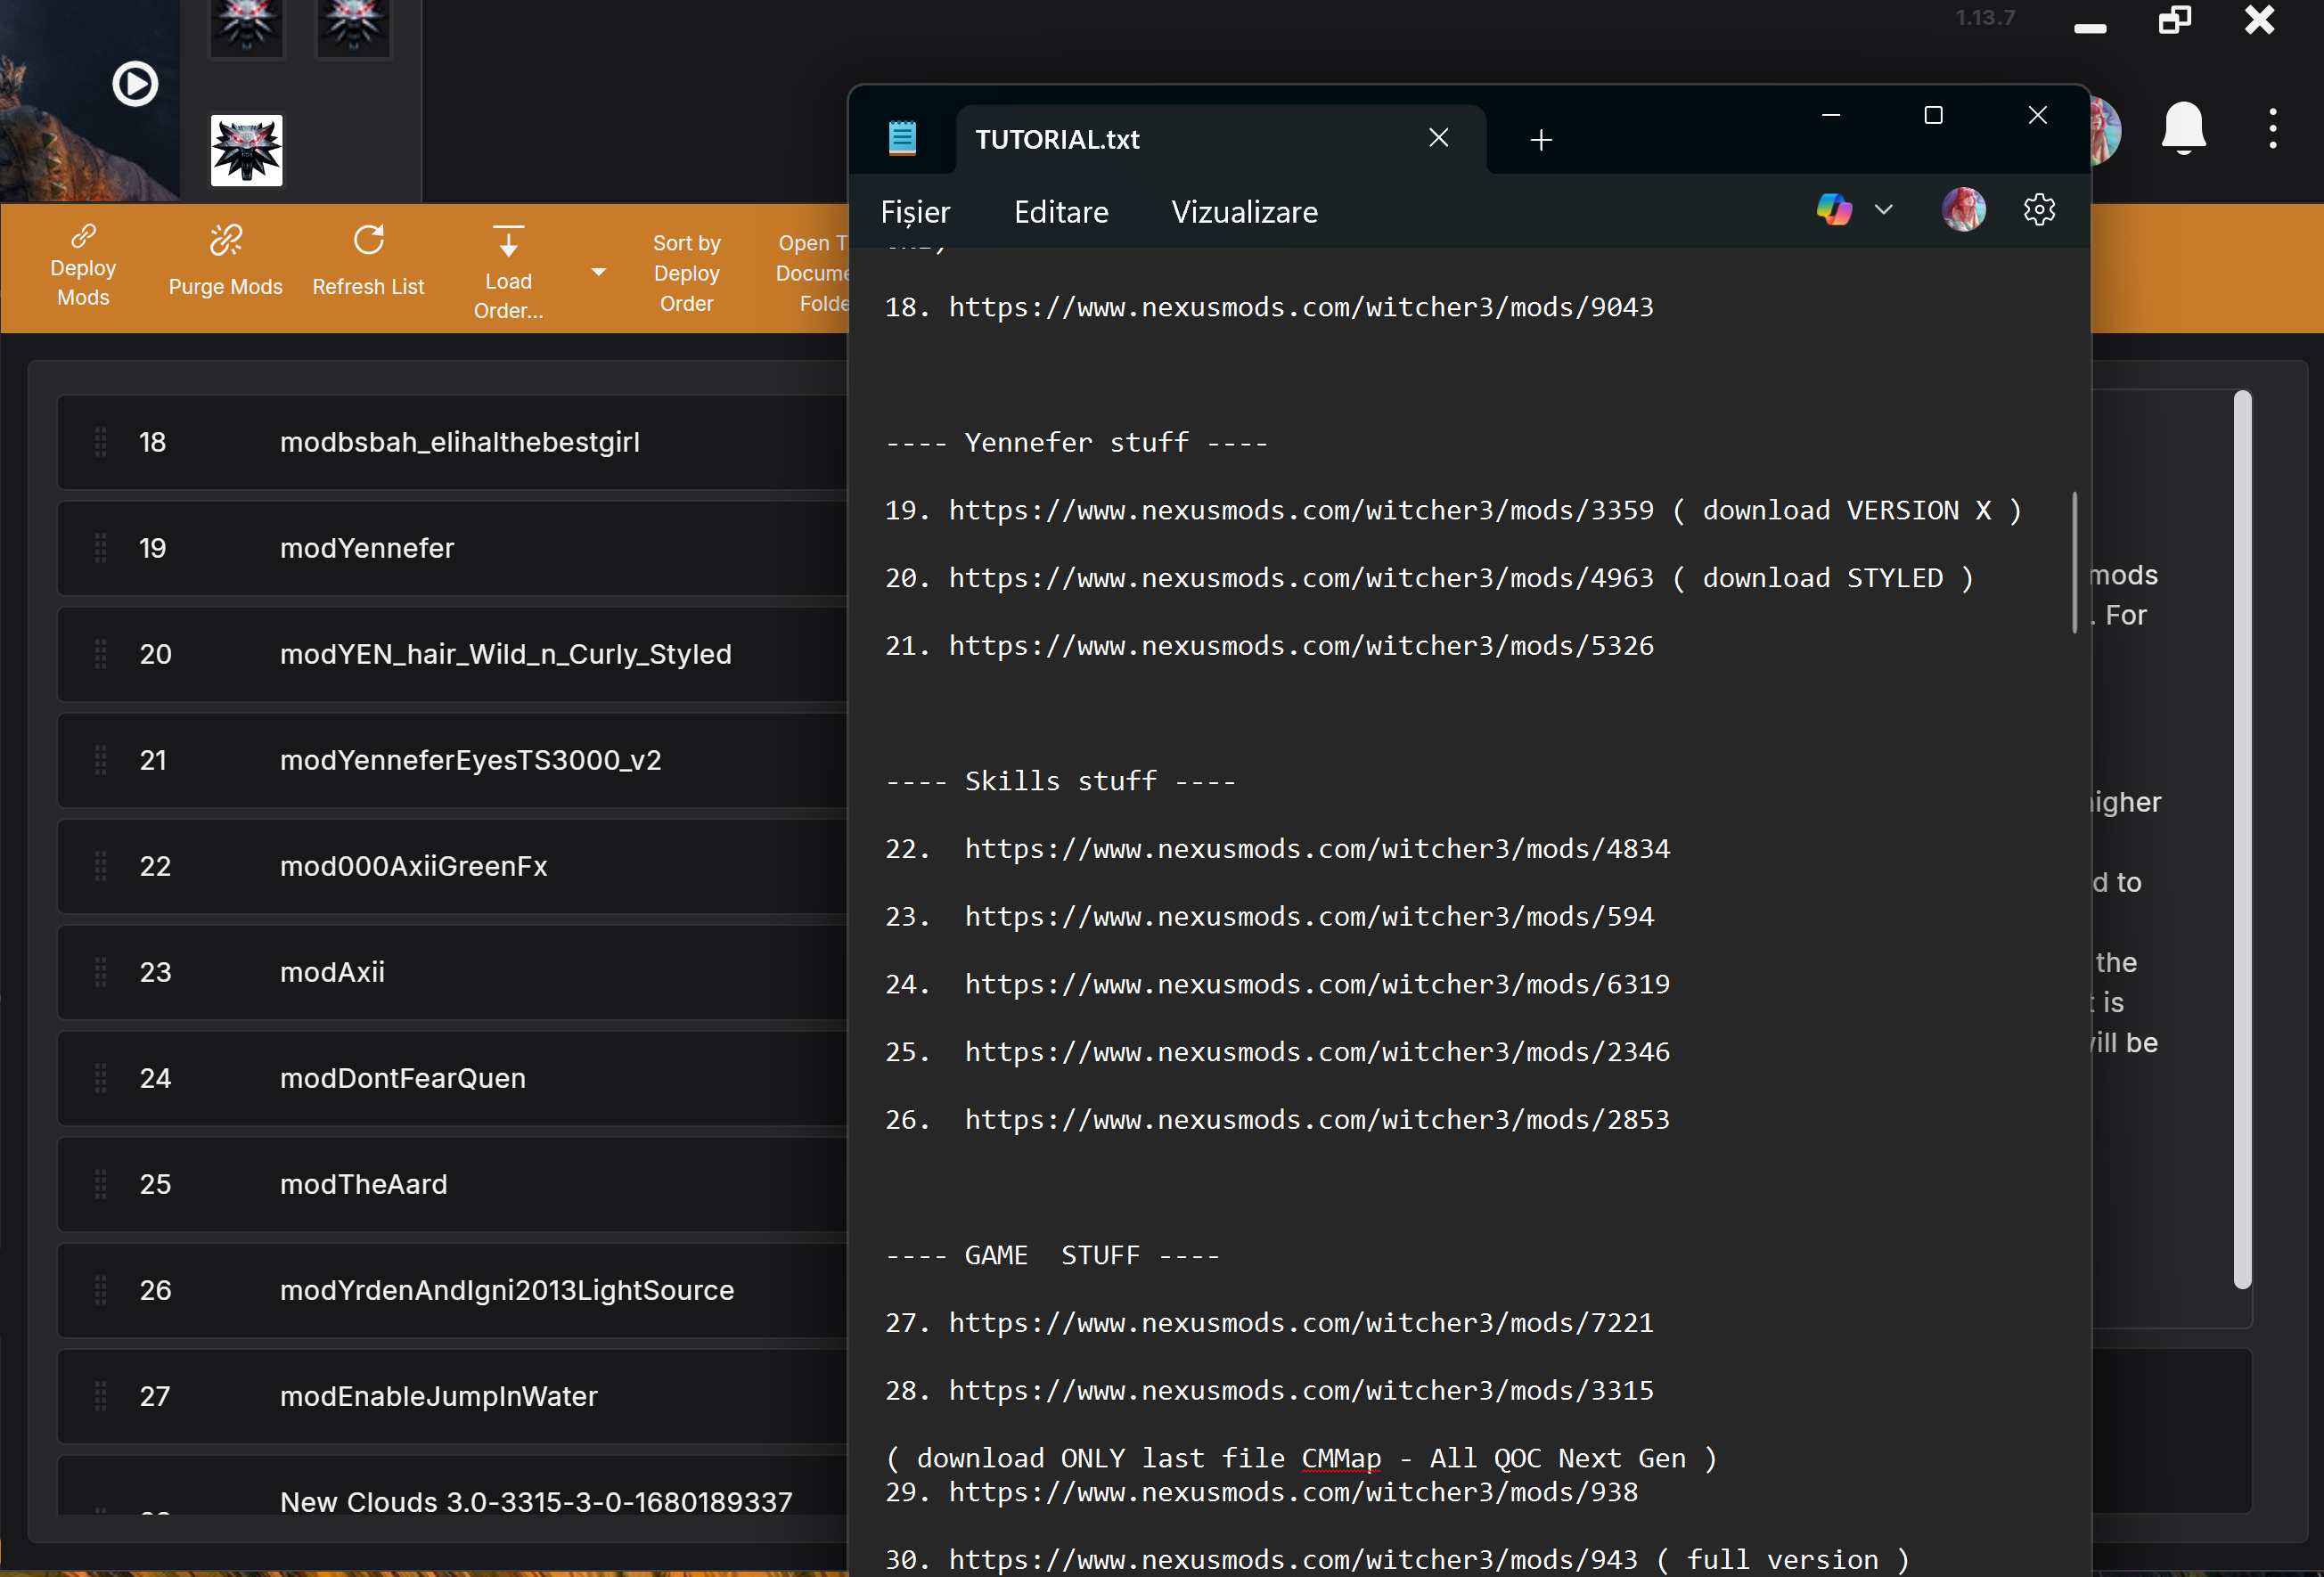 1.13.7
Deploy
Mods
Purge Mods
Refresh List
Load
Order...
Sort by
Deploy
Order
Open T
Docume
Folde
18 modbsbah_elihalthebestgirl
19 modYennefer
20 modYEN_hair_Wild_n_Curly_Styled
21 modYenneferEyesTS3000_v2
22 mod000AxiiGreenFx
23 modAxii
24 modDontFearQuen
25 modTheAard
26 modYrdenAndIgni2013LightSource
27 modEnableJumpInWater
New Clouds 3.0-3315-3-0-1680189337
TUTORIAL.txt
Fișier Editare Vizualizare
18. https://www.nexusmods.com/witcher3/mods/9043
---- Yennefer stuff ----
19. https://www.nexusmods.com/witcher3/mods/3359 ( download VERSION X )
20. https://www.nexusmods.com/witcher3/mods/4963 ( download STYLED )
21. https://www.nexusmods.com/witcher3/mods/5326
---- Skills stuff ----
22.  https://www.nexusmods.com/witcher3/mods/4834
23.  https://www.nexusmods.com/witcher3/mods/594
24.  https://www.nexusmods.com/witcher3/mods/6319
25.  https://www.nexusmods.com/witcher3/mods/2346
26.  https://www.nexusmods.com/witcher3/mods/2853
---- GAME  STUFF ----
27. https://www.nexusmods.com/witcher3/mods/7221
28. https://www.nexusmods.com/witcher3/mods/3315
( download ONLY last file CMMap - All QOC Next Gen )
29. https://www.nexusmods.com/witcher3/mods/938
30. https://www.nexusmods.com/witcher3/mods/943 ( full version )
mods
. For
igher
d to
the
t is
will be